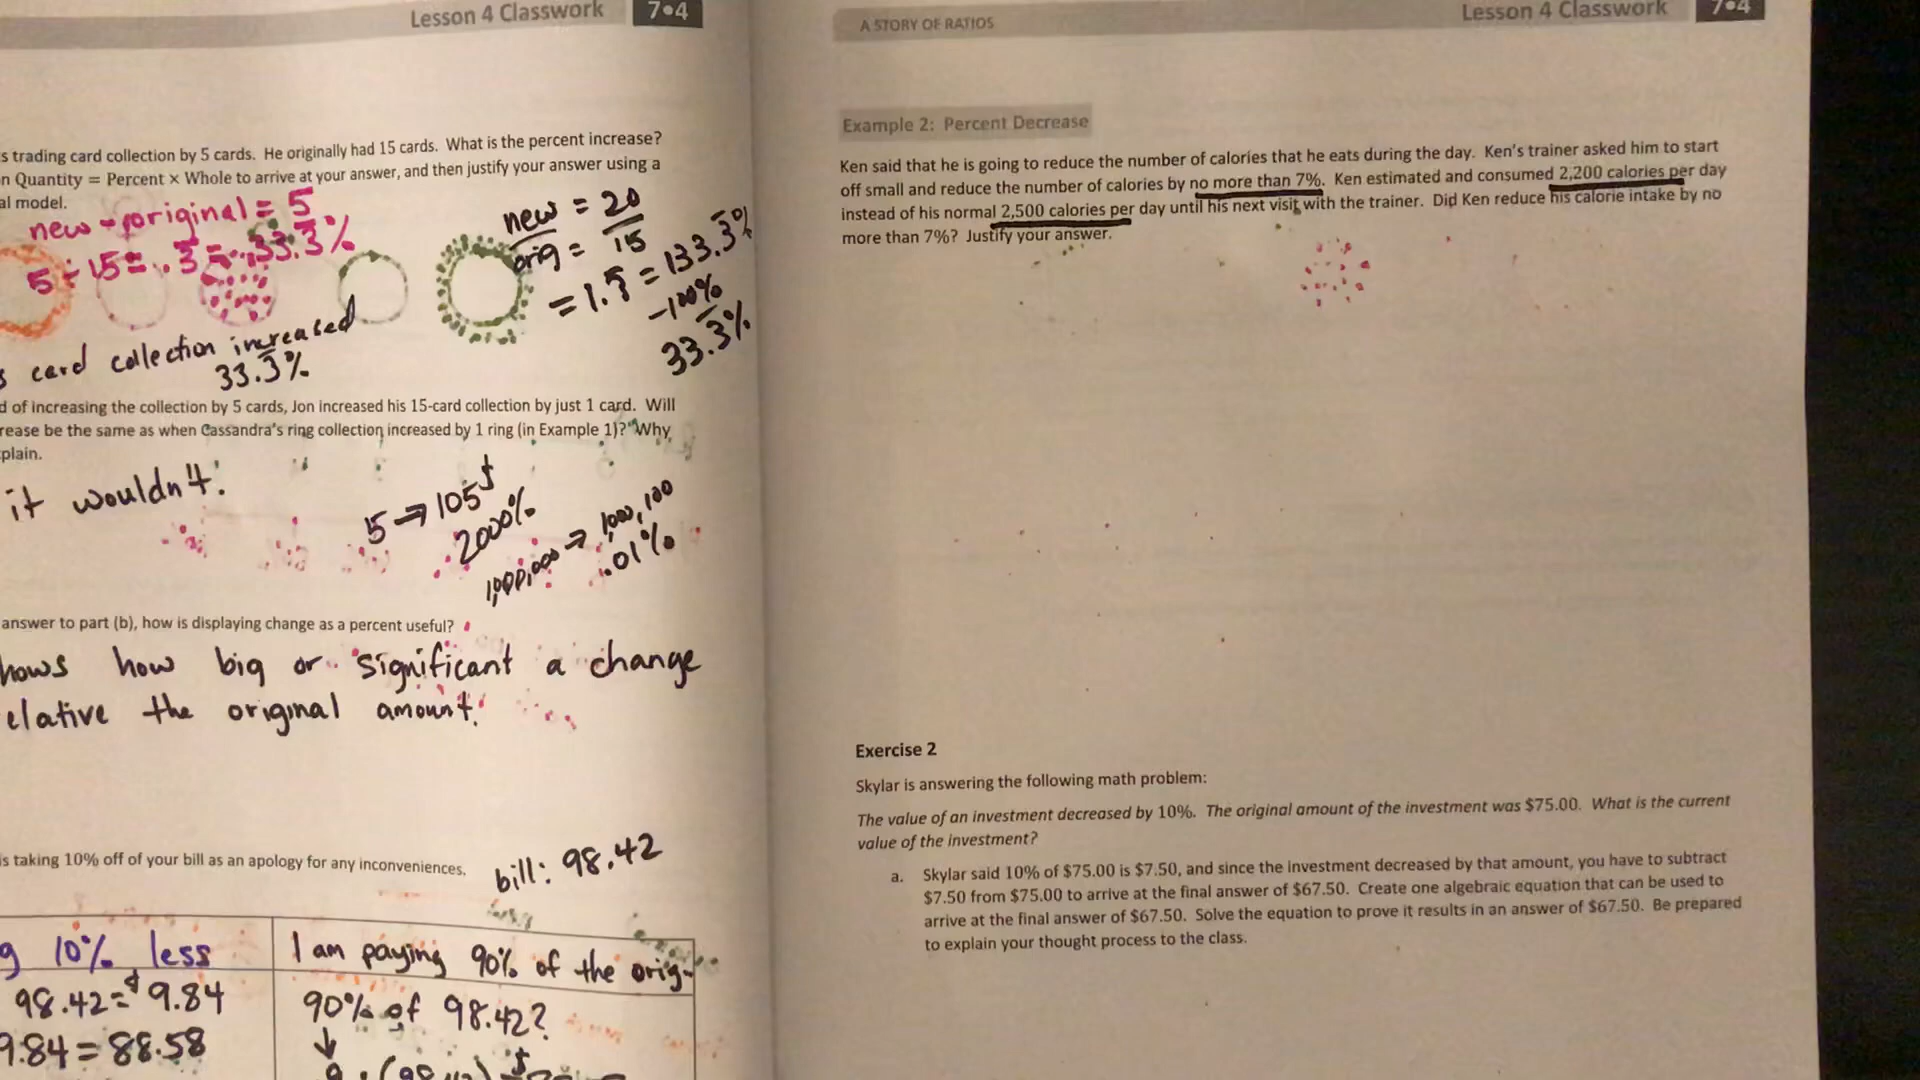 Lesson 4 Classwork 7•4
s trading card collection by 5 cards. He originally had 15 cards. What is the percent increase?
n Quantity = Percent × Whole to arrive at your answer, and then justify your answer using a
al model.
new - original = 5
5 ÷ 15 = .3̅ = 33.3̅%
new = 20
orig = 15
= 1.3̅ = 133.3̅%
-100%
33.3̅%
s card collection increased
33.3̅%
d of increasing the collection by 5 cards, Jon increased his 15-card collection by just 1 card. Will
rease be the same as when Cassandra's ring collection increased by 1 ring (in Example 1)? Why
plain.
it wouldn't.
5 → 105
2000%
1,000,000 → 1,000,100
.01%
answer to part (b), how is displaying change as a percent useful?
hows how big or significant a change
elative the original amount.
is taking 10% off of your bill as an apology for any inconveniences.
bill: 98.42
g 10% less
98.42 = $9.84
9.84 = 88.58
I am paying 90% of the orig-
90% of 98.42?
A STORY OF RATIOS
Lesson 4 Classwork 7•4
Example 2: Percent Decrease
Ken said that he is going to reduce the number of calories that he eats during the day. Ken's trainer asked him to start
off small and reduce the number of calories by no more than 7%. Ken estimated and consumed 2,200 calories per day
instead of his normal 2,500 calories per day until his next visit with the trainer. Did Ken reduce his calorie intake by no
more than 7%? Justify your answer.
Exercise 2
Skylar is answering the following math problem:
The value of an investment decreased by 10%. The original amount of the investment was $75.00. What is the current
value of the investment?
a. Skylar said 10% of $75.00 is $7.50, and since the investment decreased by that amount, you have to subtract
$7.50 from $75.00 to arrive at the final answer of $67.50. Create one algebraic equation that can be used to
arrive at the final answer of $67.50. Solve the equation to prove it results in an answer of $67.50. Be prepared
to explain your thought process to the class.